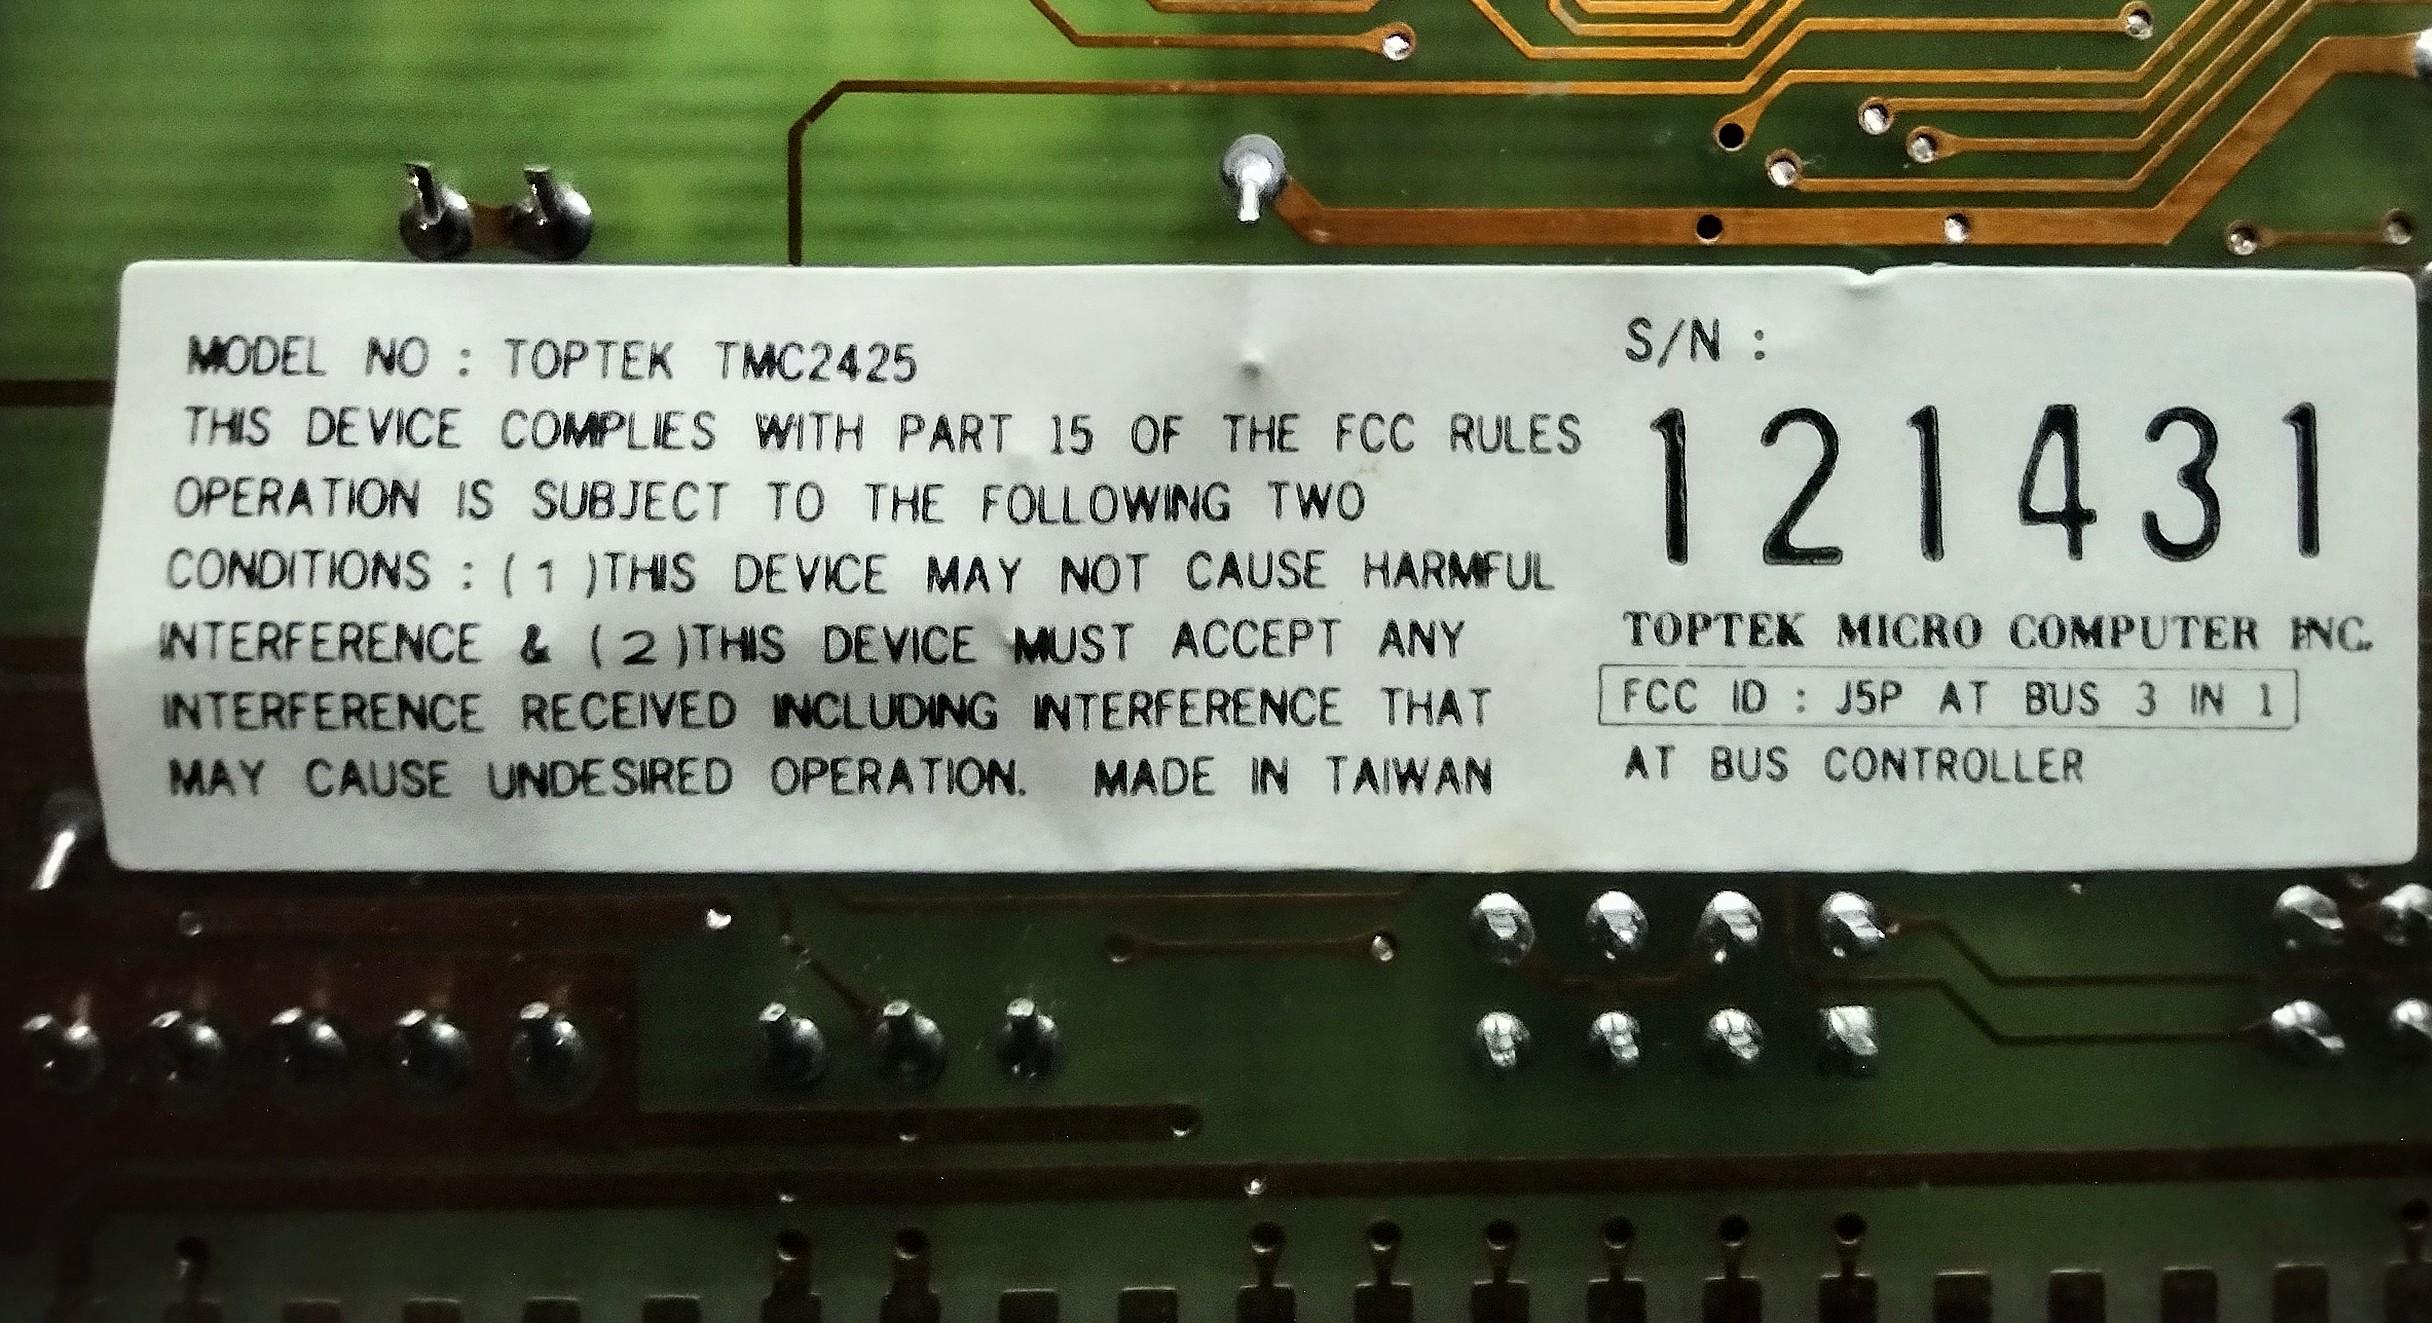 MODEL NO : TOPTEK TMC2425
THIS DEVICE COMPLIES WITH PART 15 OF THE FCC RULES
OPERATION IS SUBJECT TO THE FOLLOWING TWO
CONDITIONS : ( 1 )THIS DEVICE MAY NOT CAUSE HARMFUL
INTERFERENCE & ( 2 )THIS DEVICE MUST ACCEPT ANY
INTERFERENCE RECEIVED INCLUDING INTERFERENCE THAT
MAY CAUSE UNDESIRED OPERATION. MADE IN TAIWAN
S/N :
121431
TOPTEK MICRO COMPUTER INC.
FCC ID : J5P AT BUS 3 IN 1
AT BUS CONTROLLER